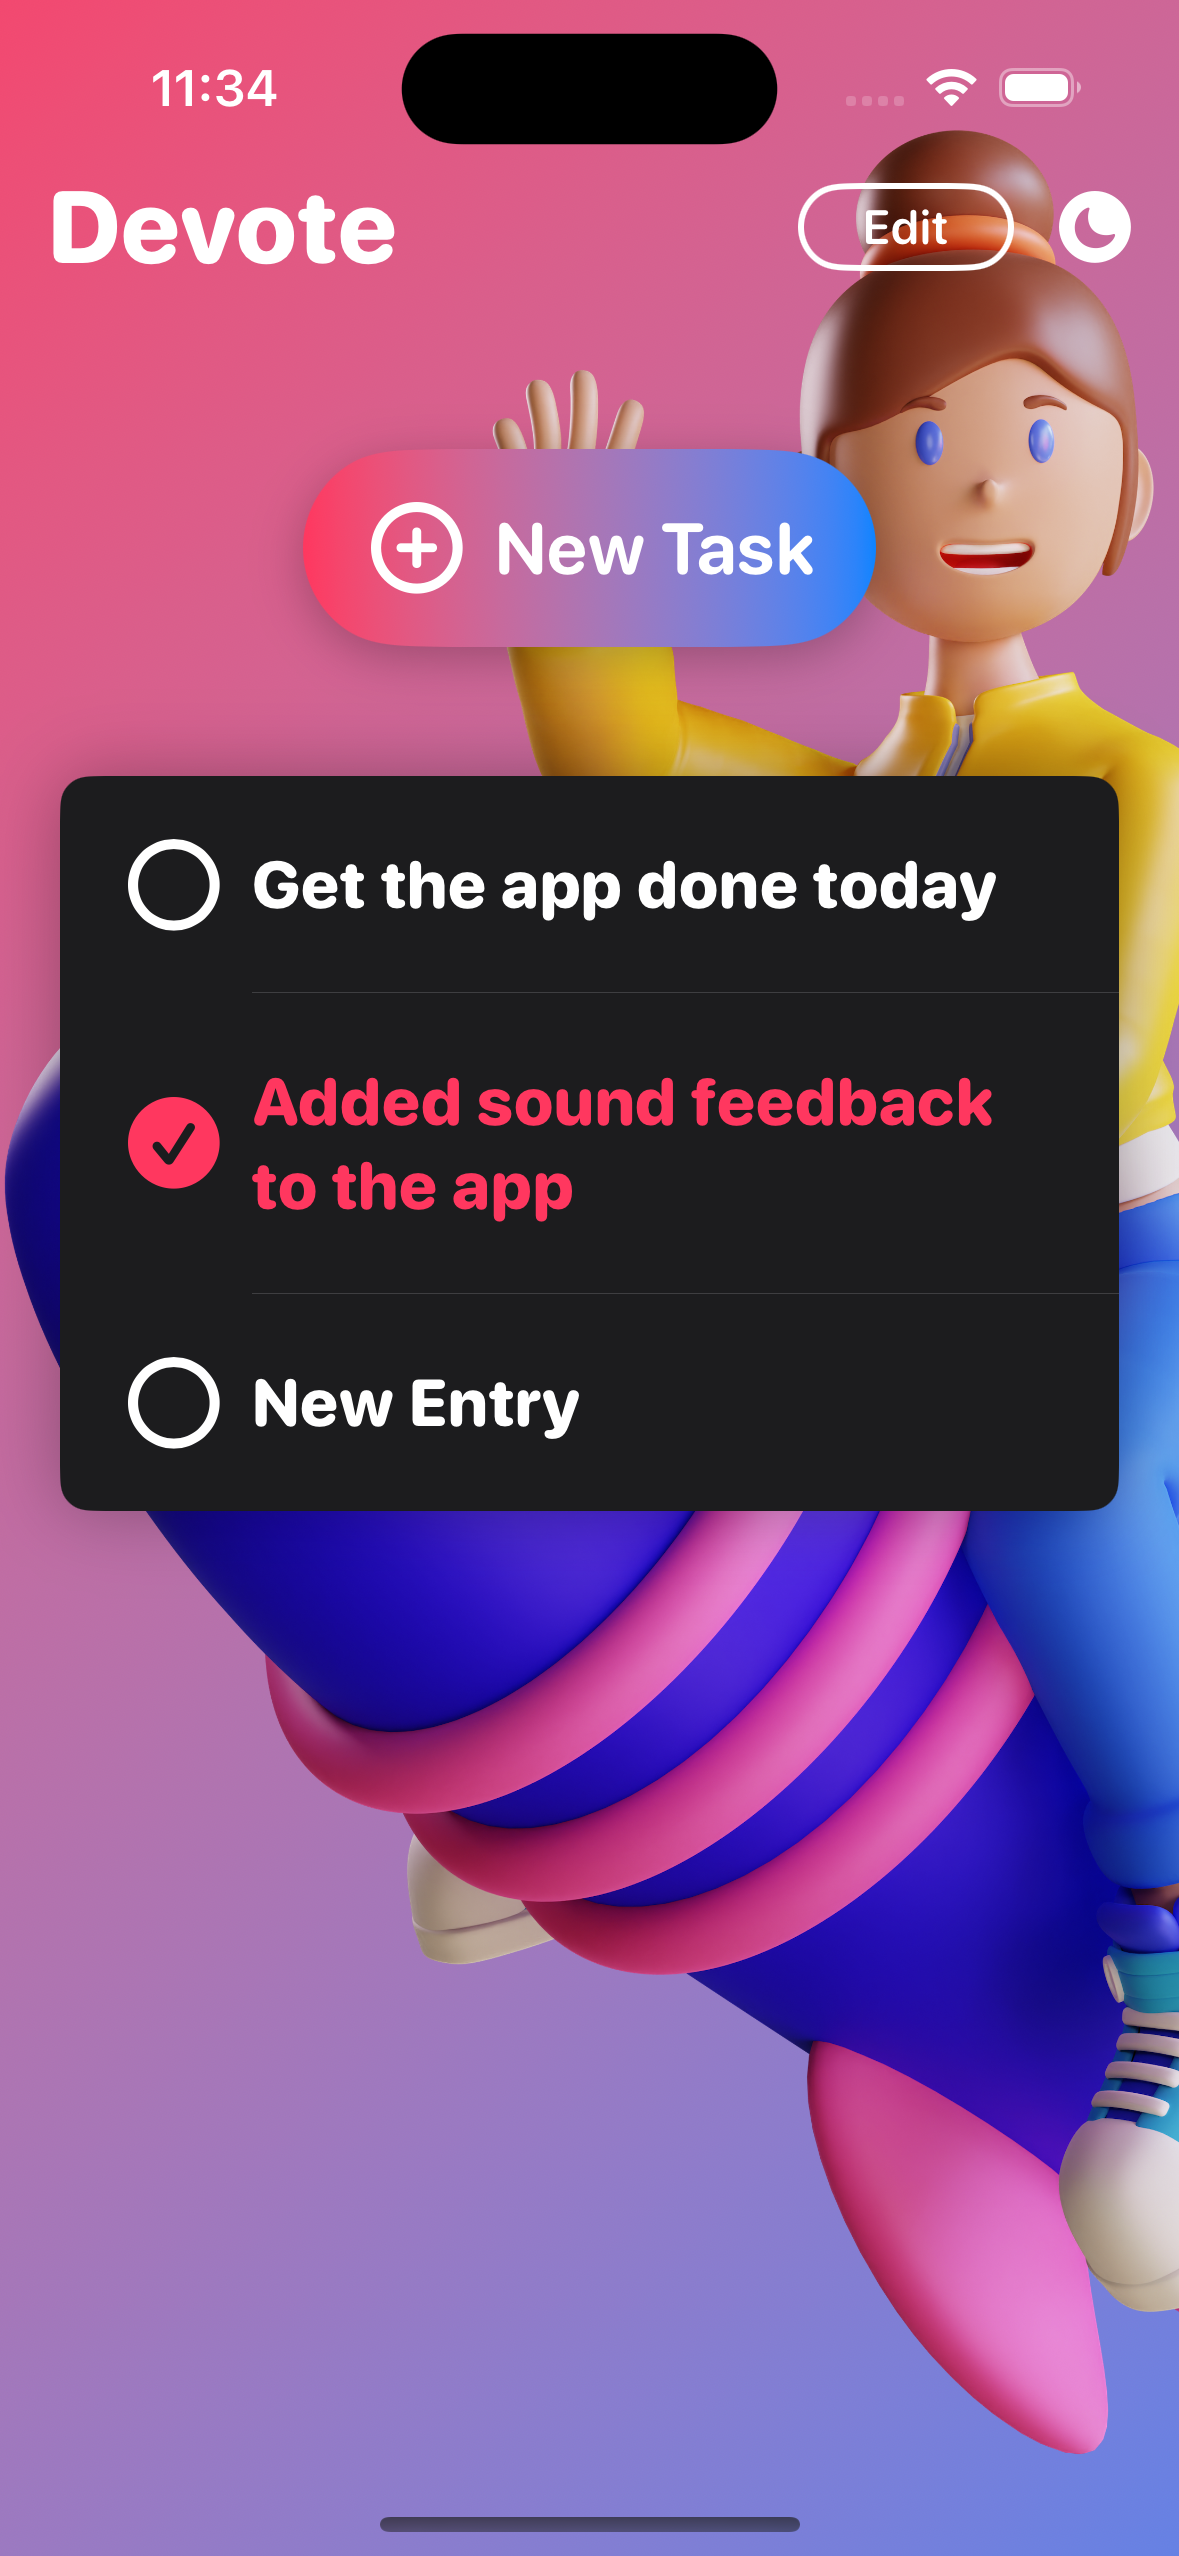 11:34
Devote
Edit
New Task
Get the app done today
Added sound feedback
to the app
New Entry